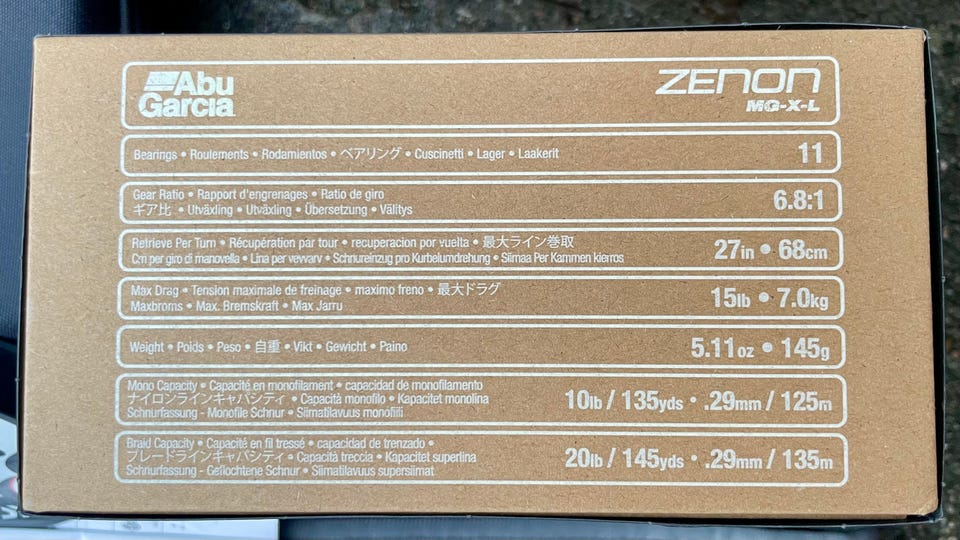 Abu
Garcia
ZENON
MG-X-L
Bearings • Roulements • Rodamientos • ベアリング • Cuscinetti • Lager • Laakerit
11
Gear Ratio • Rapport d'engrenages • Ratio de giro
ギア比 • Utväxling • Utväxling • Übersetzung • Välitys
6.8:1
Retrieve Per Turn • Récupération par tour • recuperacion por vuelta • 最大ライン巻取
Cm per giro di manovella • Lina per vevvarv • Schnureinzug pro Kurbelumdrehung • Siimaa Per Kammen kierros
27in • 68cm
Max Drag • Tension maximale de freinage • maximo freno • 最大ドラグ
Maxbroms • Max. Bremskraft • Max Jarru
15lb • 7.0kg
Weight • Poids • Peso • 自重 • Vikt • Gewicht • Paino
5.11oz • 145g
Mono Capacity • Capacité en monofilament • capacidad de monofilamento
ナイロンラインキャパシティ • Capacità monofilo • Kapacitet monolina
Schnurfassung - Monofile Schnur • Siimatilavuus monofiili
10lb / 135yds • .29mm / 125m
Braid Capacity • Capacité en fil tressé • capacidad de trenzado •
ブレードラインキャパシティ • Capacità treccia • Kapacitet superlina
Schnurfassung - Geflochtene Schnur • Siimatilavuus supersiimat
20lb / 145yds • .29mm / 135m